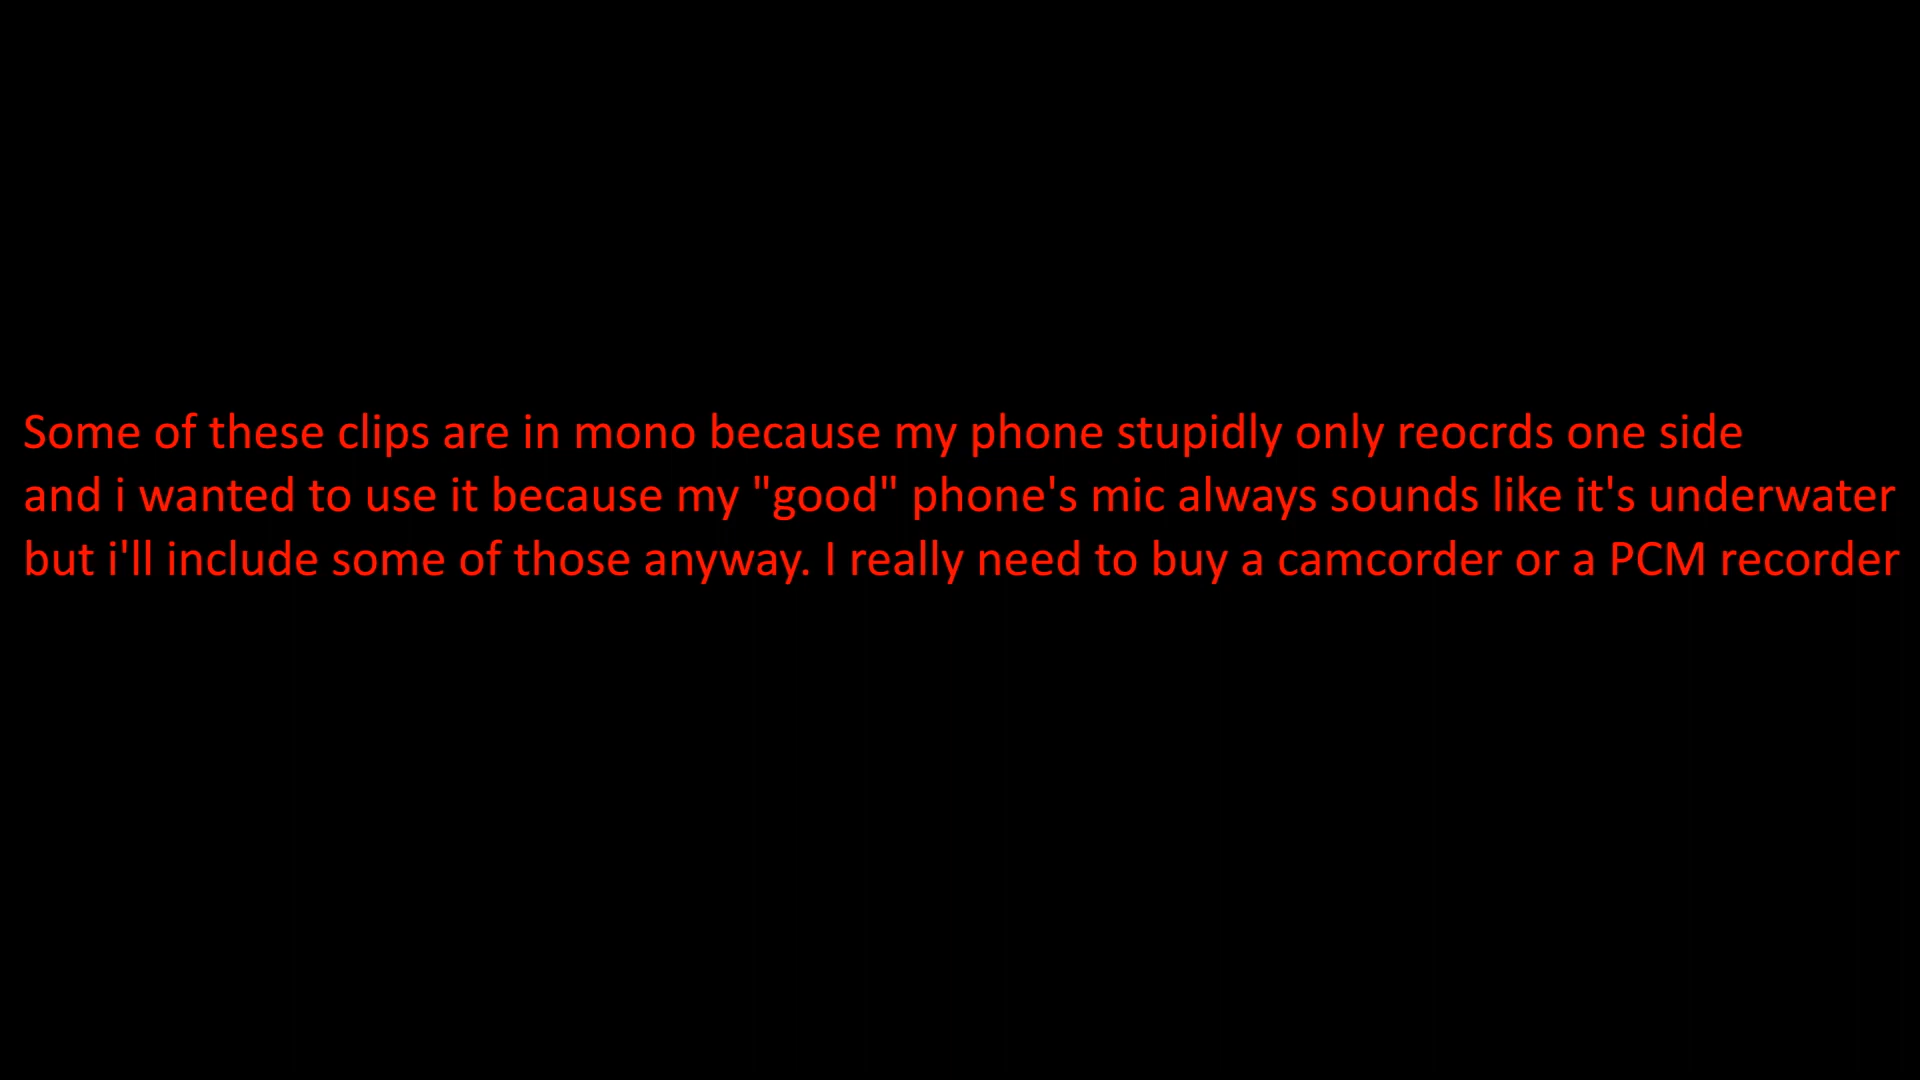 Some of these clips are in mono because my phone stupidly only reocrds one side
and i wanted to use it because my "good" phone's mic always sounds like it's underwater
but i'll include some of those anyway. I really need to buy a camcorder or a PCM recorder